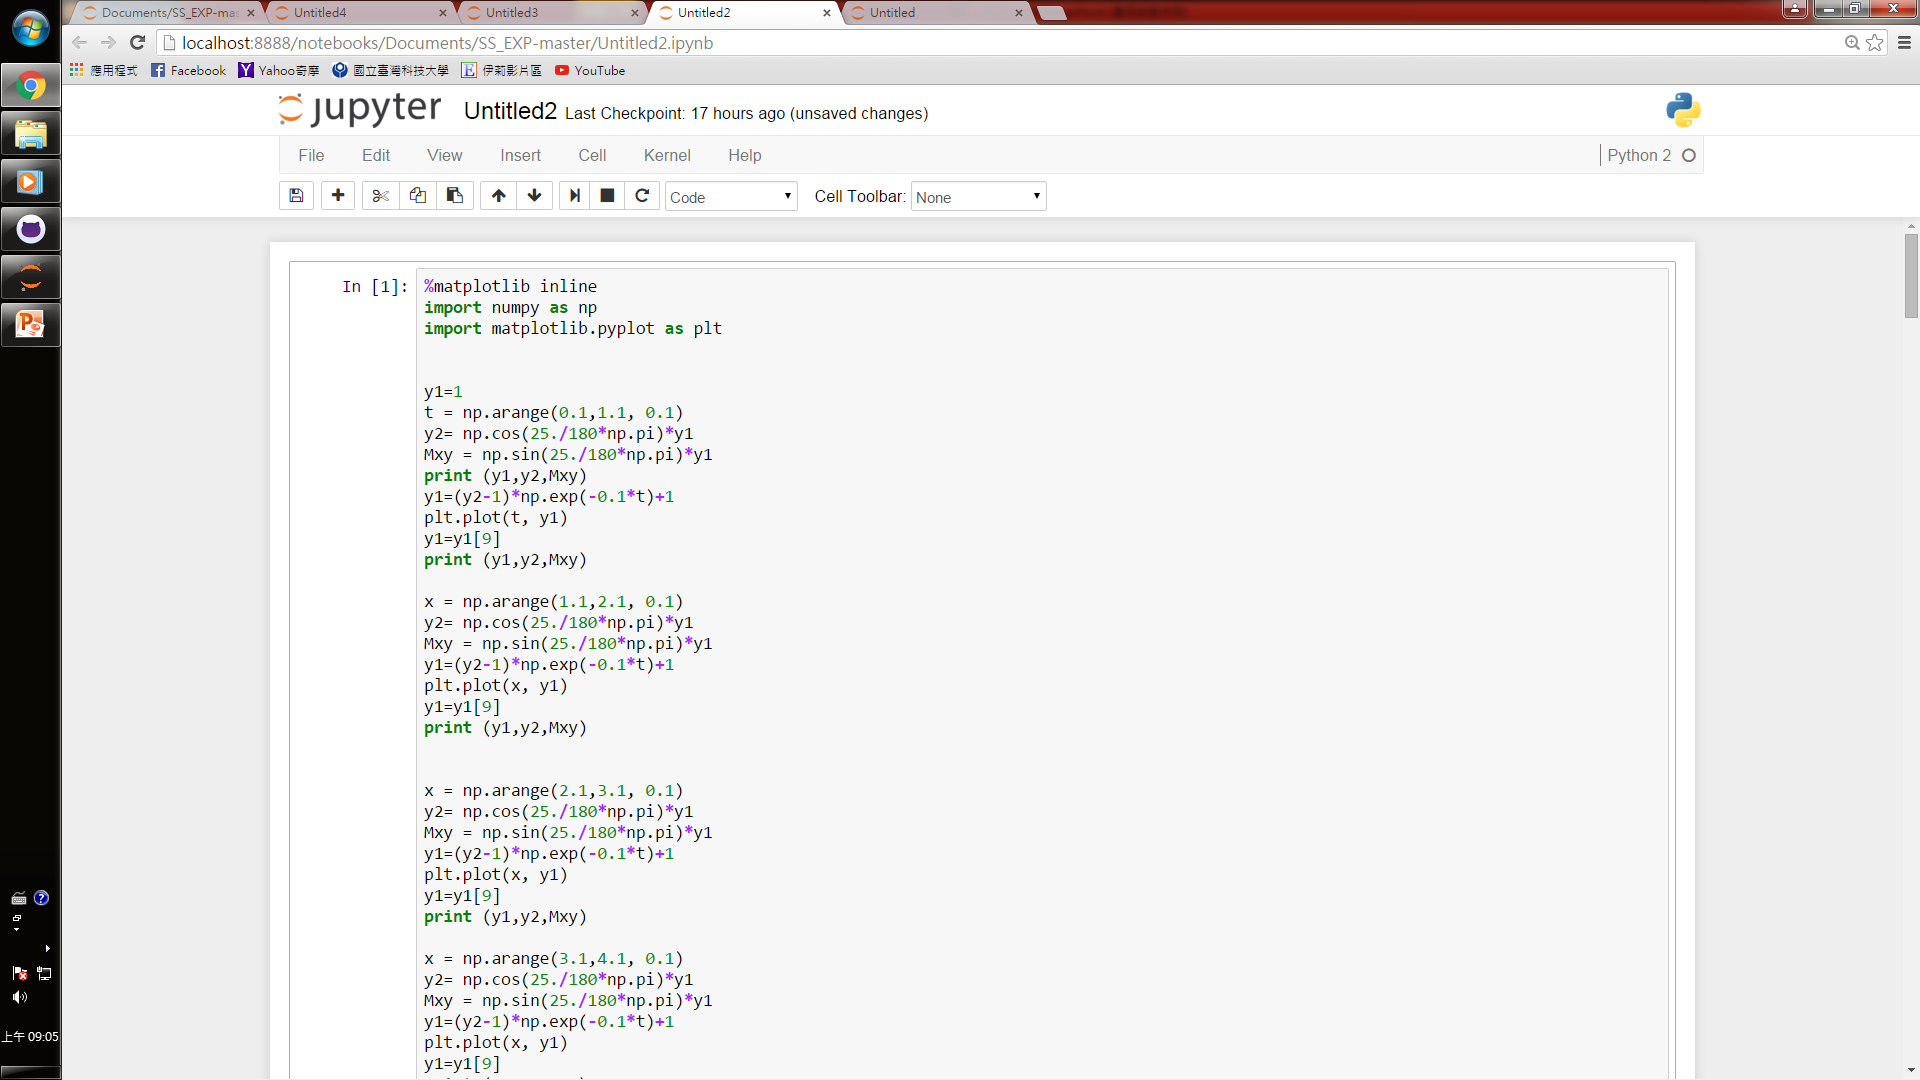 Documents/SS_EXP-mas
Untitled4
Untitled3
Untitled2
Untitled
localhost:8888/notebooks/Documents/SS_EXP-master/Untitled2.ipynb
應用程式
Facebook
Yahoo奇摩
國立臺灣科技大學
伊莉影片區
YouTube
jupyter
Untitled2 Last Checkpoint: 17 hours ago (unsaved changes)
File Edit View Insert Cell Kernel Help
Python 2
Code
Cell Toolbar: None
In [1]:
%matplotlib inline
import numpy as np
import matplotlib.pyplot as plt
y1=1
t = np.arange(0.1,1.1, 0.1)
y2= np.cos(25./180*np.pi)*y1
Mxy = np.sin(25./180*np.pi)*y1
print (y1,y2,Mxy)
y1=(y2-1)*np.exp(-0.1*t)+1
plt.plot(t, y1)
y1=y1[9]
print (y1,y2,Mxy)
x = np.arange(1.1,2.1, 0.1)
y2= np.cos(25./180*np.pi)*y1
Mxy = np.sin(25./180*np.pi)*y1
y1=(y2-1)*np.exp(-0.1*t)+1
plt.plot(x, y1)
y1=y1[9]
print (y1,y2,Mxy)
x = np.arange(2.1,3.1, 0.1)
y2= np.cos(25./180*np.pi)*y1
Mxy = np.sin(25./180*np.pi)*y1
y1=(y2-1)*np.exp(-0.1*t)+1
plt.plot(x, y1)
y1=y1[9]
print (y1,y2,Mxy)
x = np.arange(3.1,4.1, 0.1)
y2= np.cos(25./180*np.pi)*y1
Mxy = np.sin(25./180*np.pi)*y1
y1=(y2-1)*np.exp(-0.1*t)+1
plt.plot(x, y1)
y1=y1[9]
上午 09:05